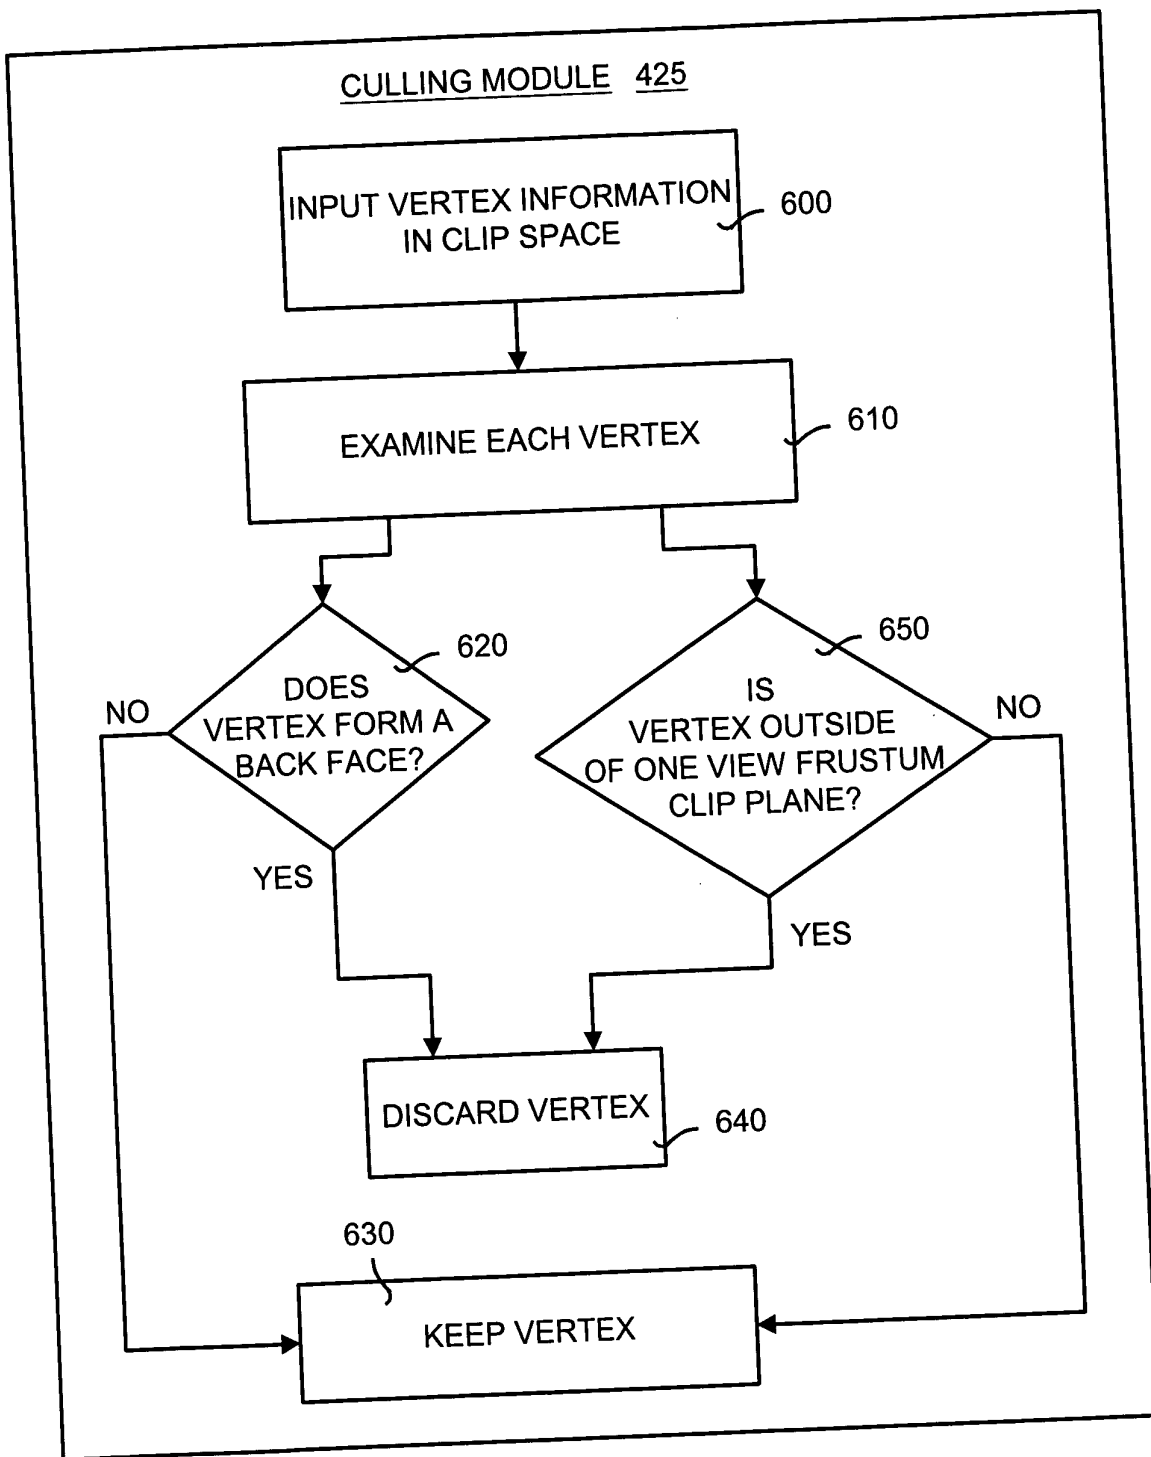 CULLING MODULE 425
INPUT VERTEX INFORMATION
IN CLIP SPACE
600
EXAMINE EACH VERTEX
610
620
DOES
VERTEX FORM A
BACK FACE?
NO
YES
650
IS
VERTEX OUTSIDE
OF ONE VIEW FRUSTUM
CLIP PLANE?
NO
YES
DISCARD VERTEX
640
630
KEEP VERTEX